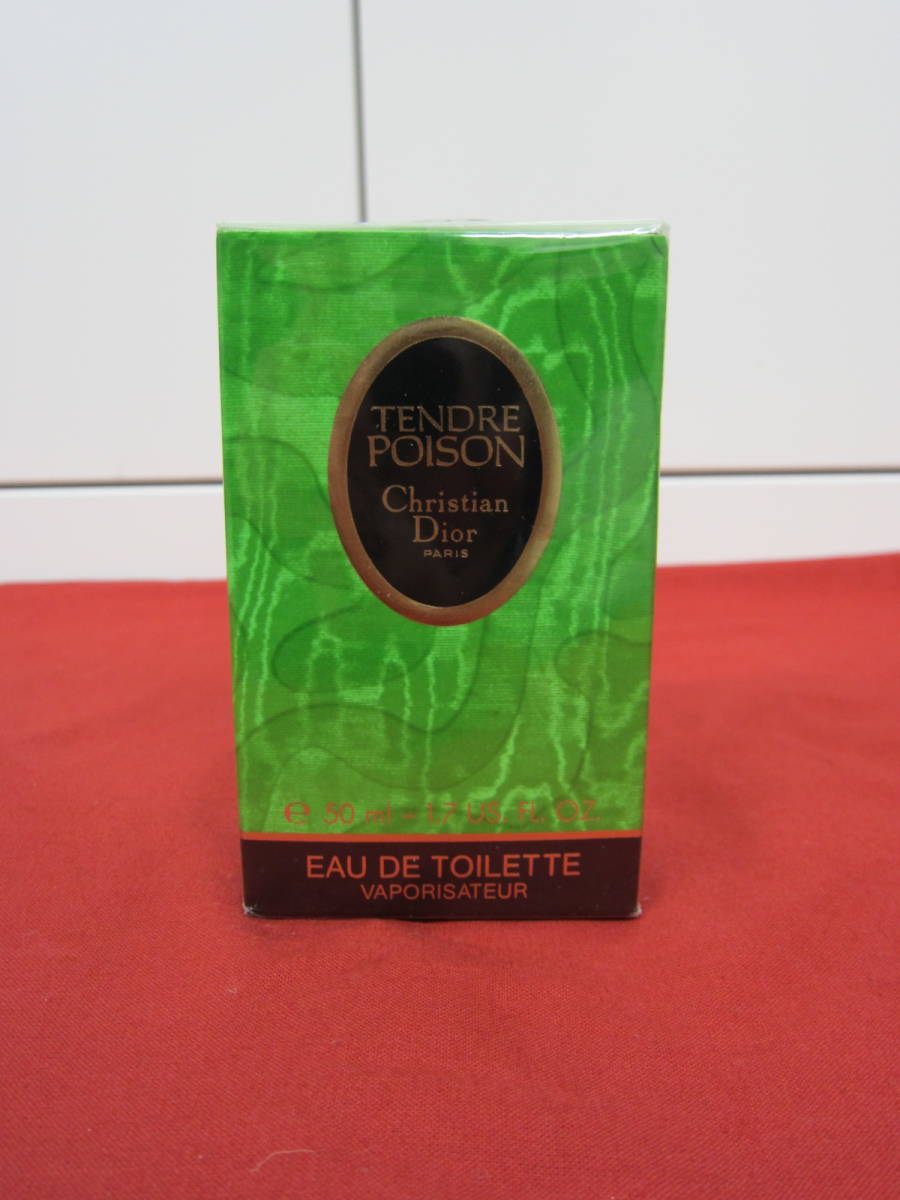 TENDRE
POISON
Christian
Dior
PARIS
℮ 50 ml – 1.7 US. FL. OZ.
EAU DE TOILETTE
VAPORISATEUR